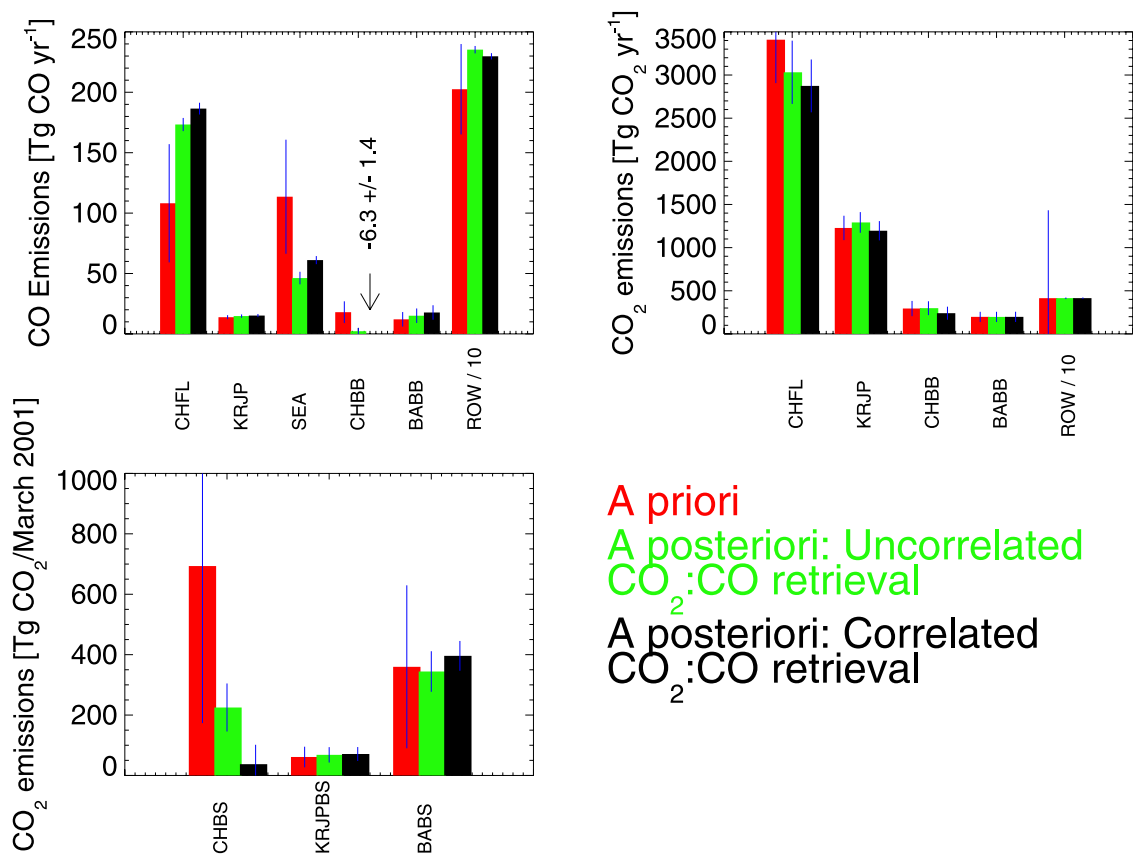 CO Emissions [Tg CO yr-1]
250
200
150
100
50
0
-6.3 +/- 1.4
CHFL
KRJP
SEA
CHBB
BABB
ROW / 10
CO2 emissions [Tg CO2 yr-1]
3500
3000
2500
2000
1500
1000
500
0
CHFL
KRJP
CHBB
BABB
ROW / 10
CO2 emissions [Tg CO2/March 2001]
1000
800
600
400
200
0
CHBS
KRJPBS
BABS
A priori
A posteriori: Uncorrelated
CO2:CO retrieval
A posteriori: Correlated
CO2:CO retrieval